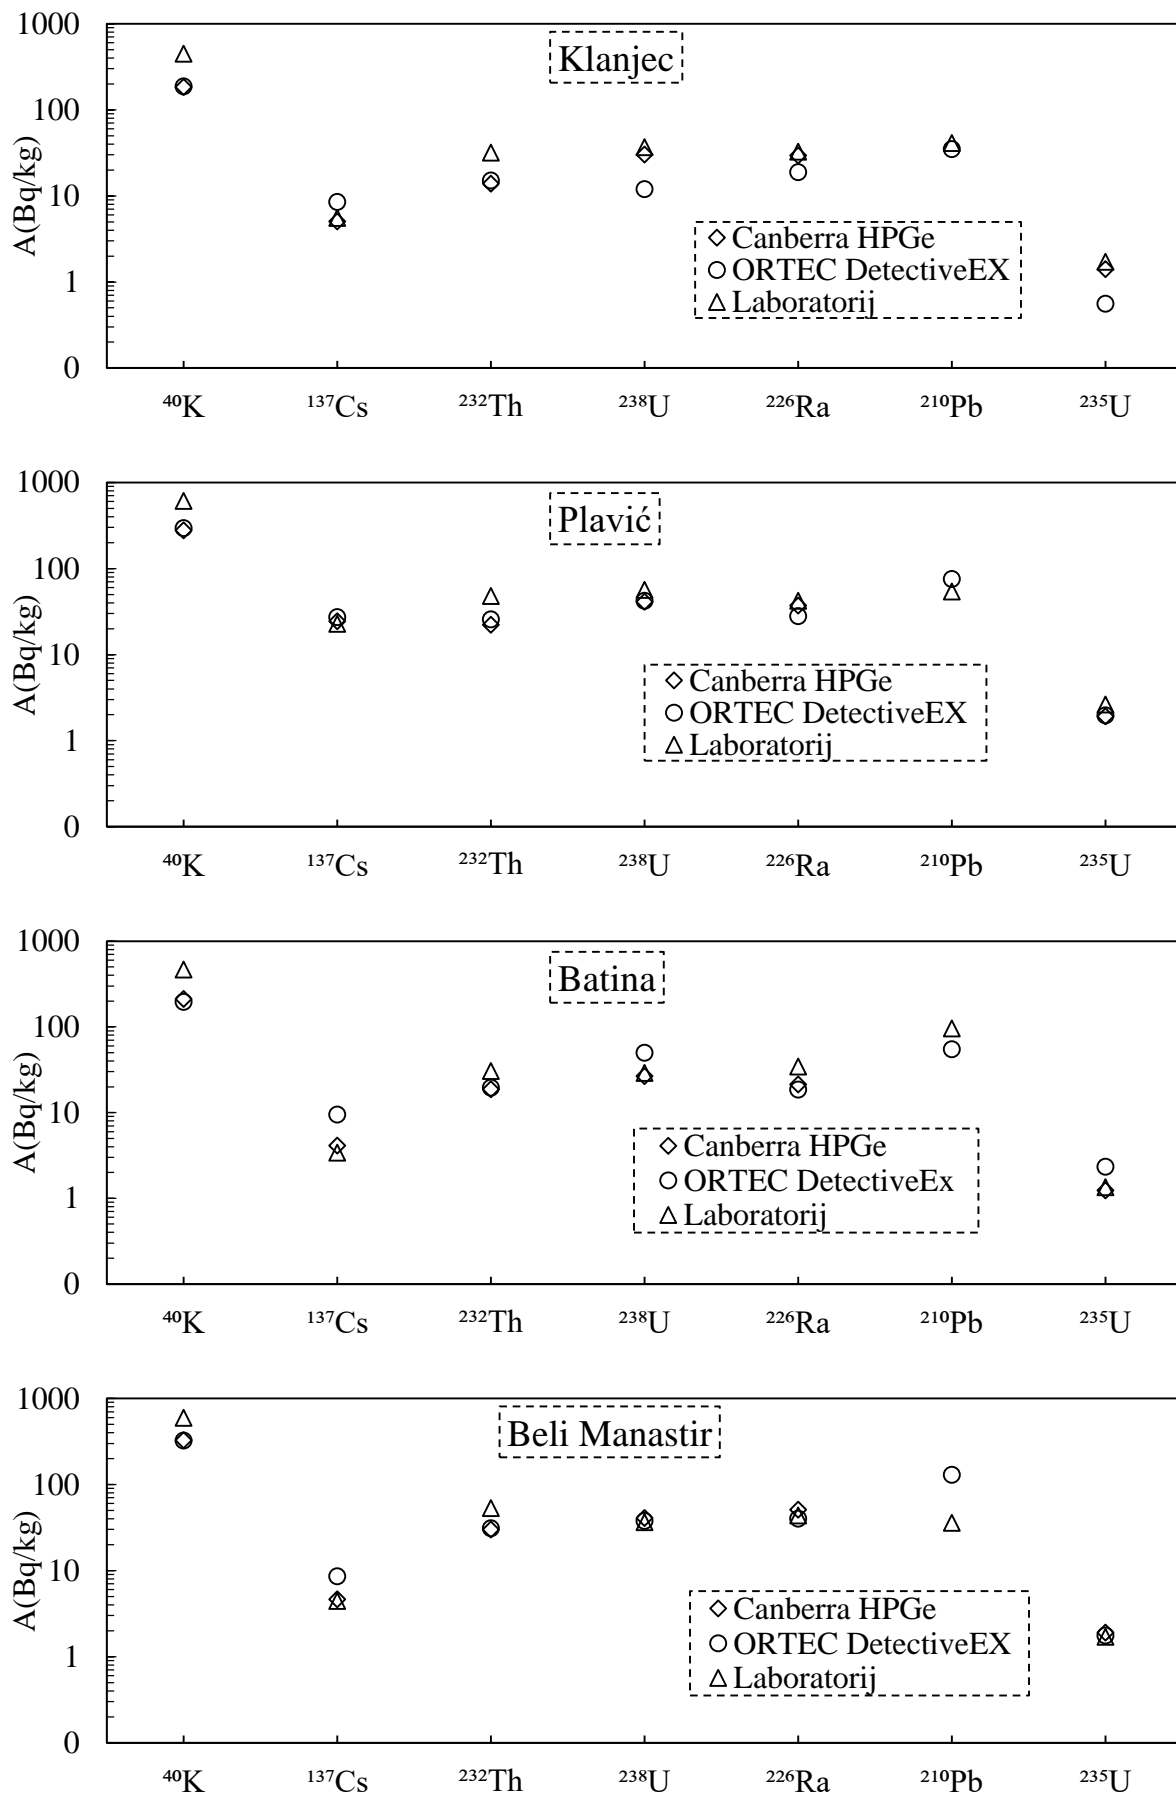 1000
Klanjec
100
A(Bq/kg)
10
Canberra HPGe
ORTEC DetectiveEX
1
Laboratorij
0
⁴⁰K ¹³⁷Cs ²³²Th ²³⁸U ²²⁶Ra ²¹⁰Pb ²³⁵U
1000
Plavić
100
A(Bq/kg)
10
Canberra HPGe
ORTEC DetectiveEX
1
Laboratorij
0
⁴⁰K ¹³⁷Cs ²³²Th ²³⁸U ²²⁶Ra ²¹⁰Pb ²³⁵U
1000
Batina
100
A(Bq/kg)
10
Canberra HPGe
ORTEC DetectiveEx
1
Laboratorij
0
⁴⁰K ¹³⁷Cs ²³²Th ²³⁸U ²²⁶Ra ²¹⁰Pb ²³⁵U
1000
Beli Manastir
100
A(Bq/kg)
10
Canberra HPGe
ORTEC DetectiveEX
1
Laboratorij
0
⁴⁰K ¹³⁷Cs ²³²Th ²³⁸U ²²⁶Ra ²¹⁰Pb ²³⁵U